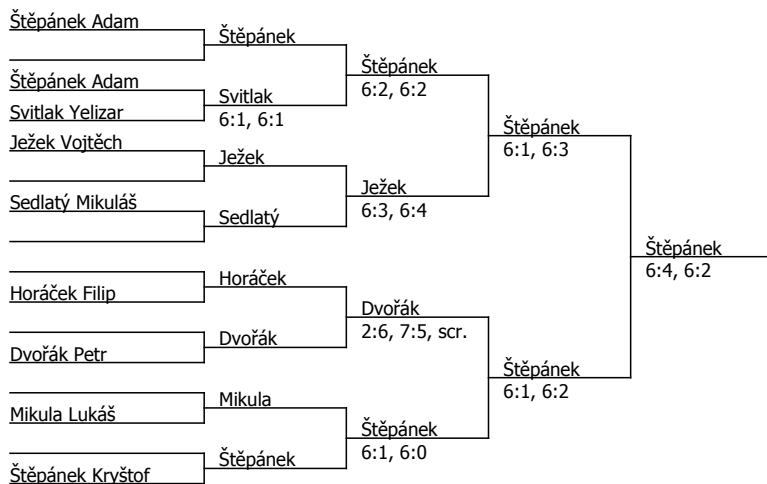 Štěpánek Adam
Štěpánek Adam
Svitlak Yelizar
Ježek Vojtěch
Sedlatý Mikuláš
Horáček Filip
Dvořák Petr
Mikula Lukáš
Štěpánek Kryštof
Štěpánek
Svitlak
6:1, 6:1
Ježek
Sedlatý
Horáček
Dvořák
Mikula
Štěpánek
Štěpánek
6:2, 6:2
Ježek
6:3, 6:4
Dvořák
2:6, 7:5, scr.
Štěpánek
6:1, 6:0
Štěpánek
6:1, 6:3
Štěpánek
6:1, 6:2
Štěpánek
6:4, 6:2